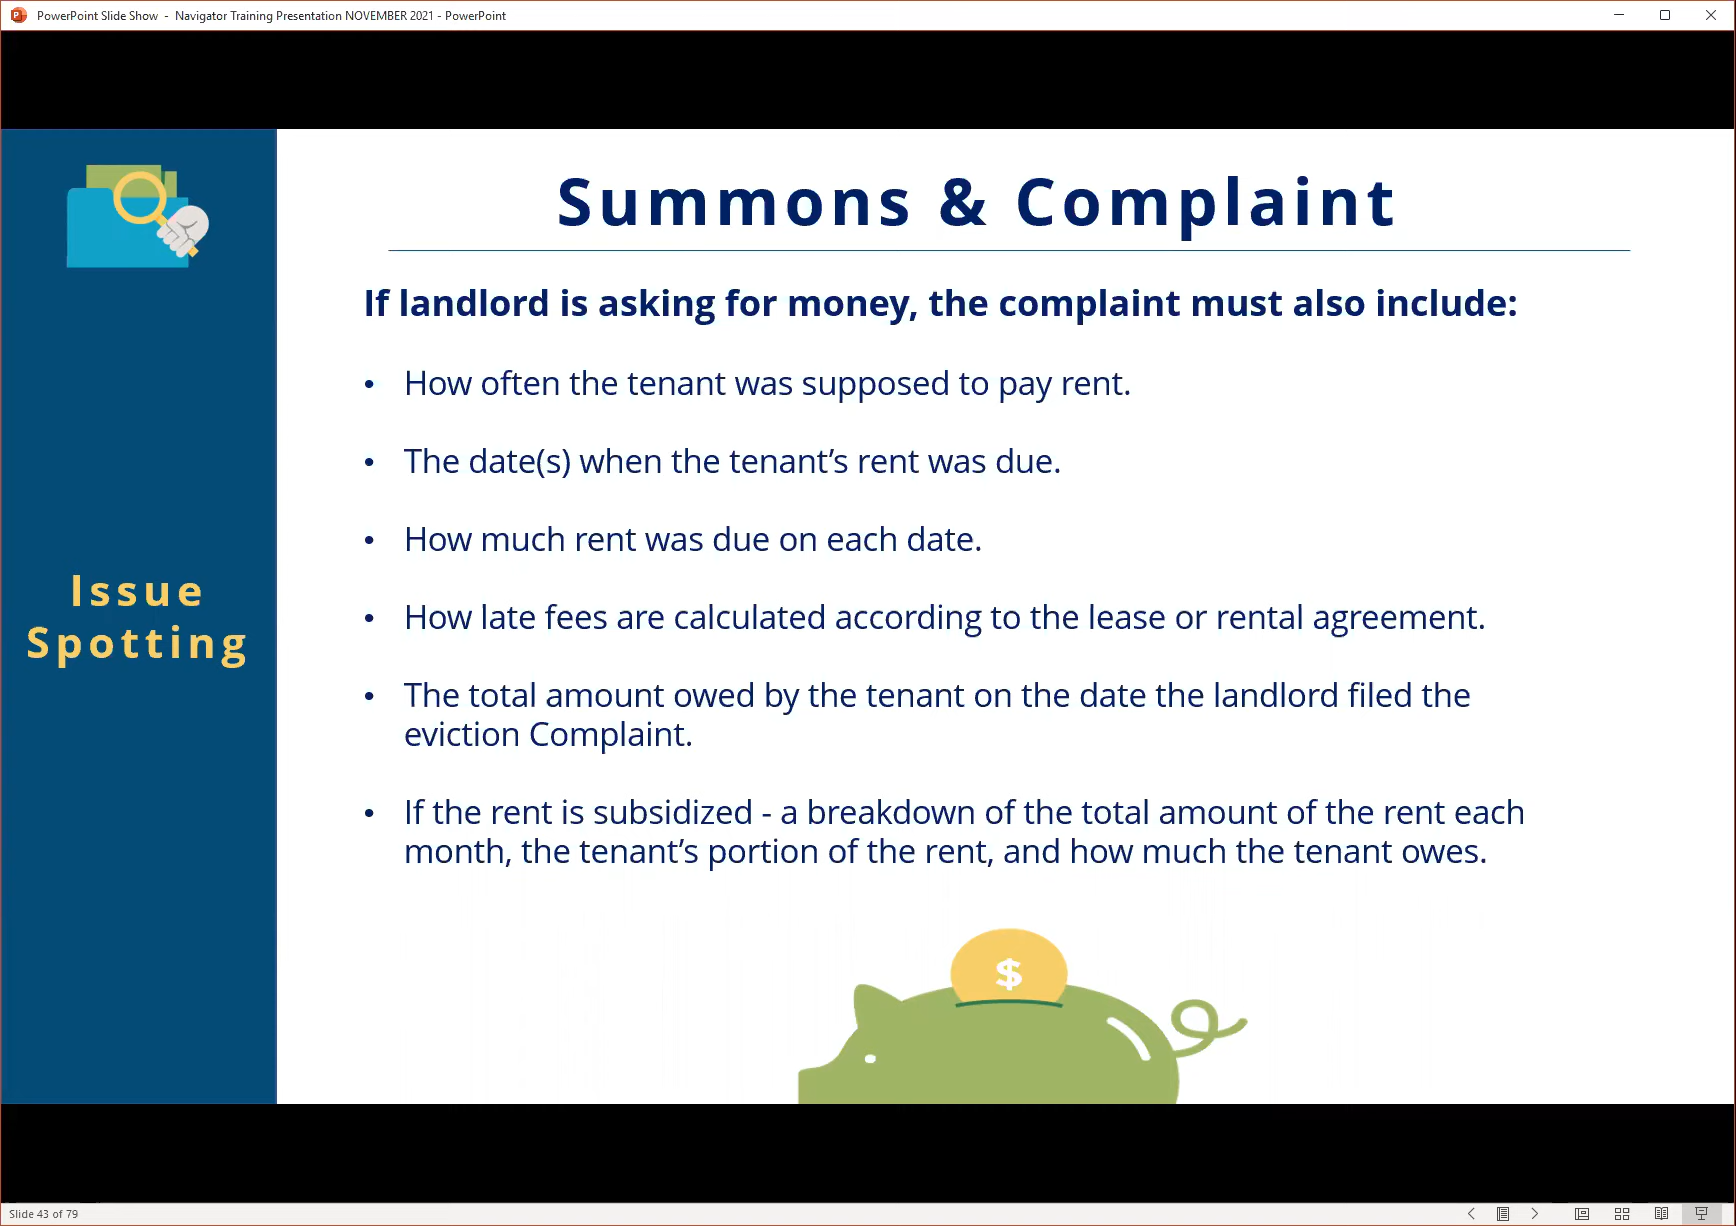 PowerPoint Slide Show - Navigator Training Presentation NOVEMBER 2021 - PowerPoint
Summons & Complaint
If landlord is asking for money, the complaint must also include:
• How often the tenant was supposed to pay rent.
• The date(s) when the tenant’s rent was due.
• How much rent was due on each date.
• How late fees are calculated according to the lease or rental agreement.
• The total amount owed by the tenant on the date the landlord filed the
eviction Complaint.
• If the rent is subsidized - a breakdown of the total amount of the rent each
month, the tenant’s portion of the rent, and how much the tenant owes.
Issue
Spotting
$
Slide 43 of 79